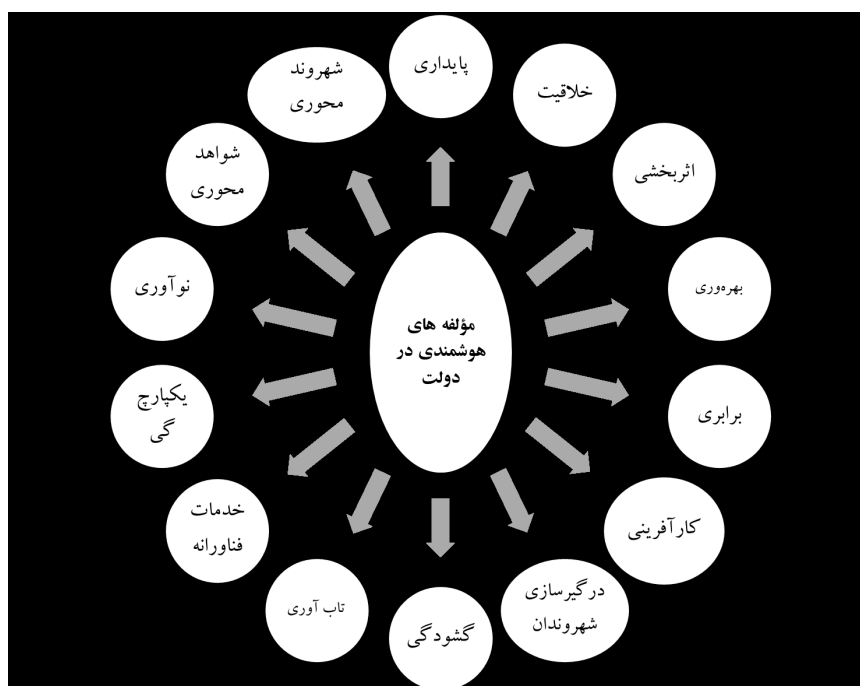 مؤلفه های
هوشمندی در
دولت
پایداری
خلاقیت
اثربخشی
بهره‌وری
برابری
کارآفرینی
درگیرسازی
شهروندان
گشودگی
تاب آوری
خدمات
فناورانه
یکپارچ
گی
نوآوری
شواهد
محوری
شهروند
محوری